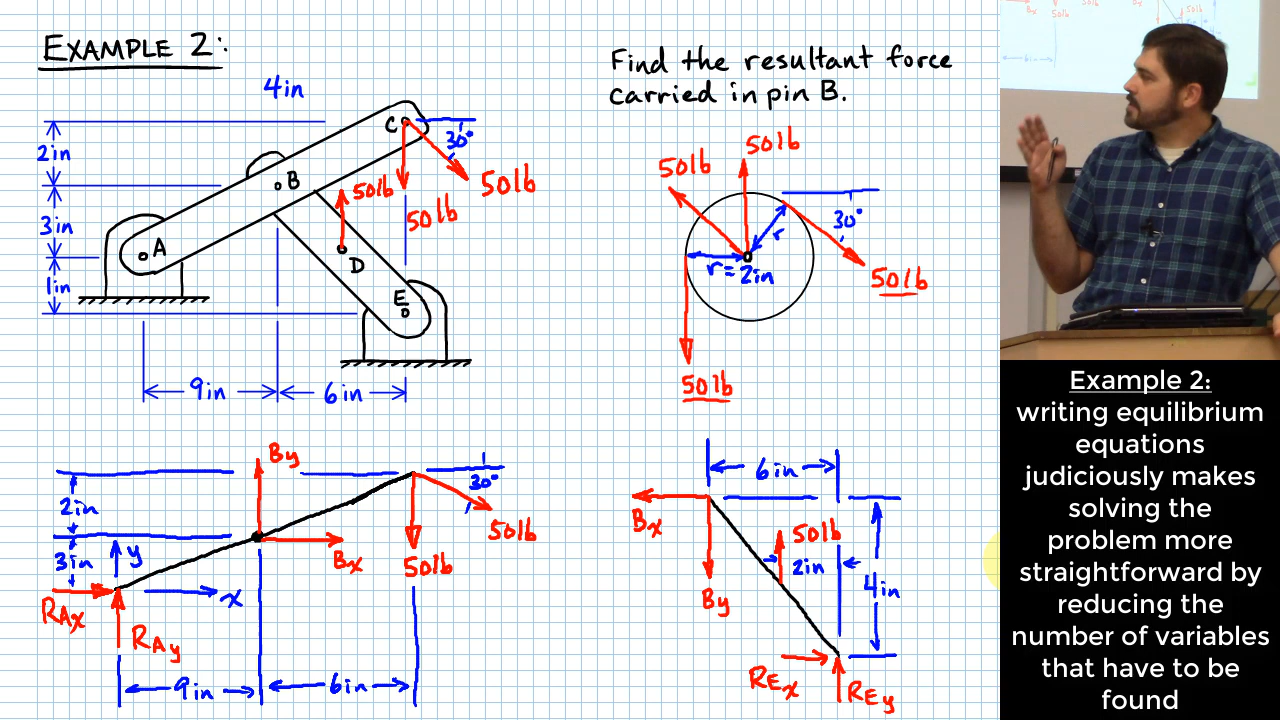 EXAMPLE 2:
Find the resultant force
carried in pin B.
4in
2in
3in
1in
A
B
C
D
E
30°
50lb
50lb
50lb
9in
6in
50lb
50lb
30°
r
r=2in
50lb
50lb
By
2in
3in
y
x
30°
50lb
50lb
Bx
RAx
RAy
9in
6in
6in
Bx
By
50lb
2in
4in
REx
REy
Example 2:
writing equilibrium
equations
judiciously makes
solving the
problem more
straightforward by
reducing the
number of variables
that have to be
found